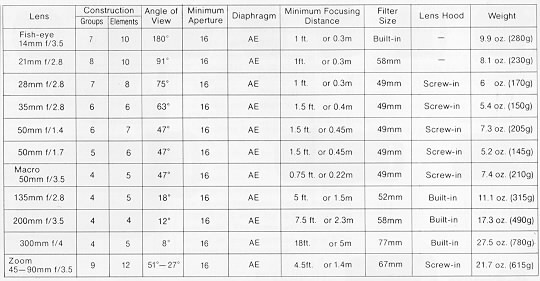 Lens Construction Angle of View Minimum Aperture Diaphragm Minimum Focusing Distance Filter Size Lens Hood Weight
Groups Elements
Fish-eye 14mm f/3.5 7 10 180° 16 AE 1 ft. or 0.3m Built-in — 9.9 oz. (280g)
21mm f/2.8 8 10 91° 16 AE 1ft. or 0.3m 58mm — 8.1 oz. (230g)
28mm f/2.8 7 8 75° 16 AE 1 ft. or 0.3m 49mm Screw-in 6 oz. (170g)
35mm f/2.8 6 6 63° 16 AE 1.5 ft. or 0.4m 49mm Screw-in 5.4 oz. (150g)
50mm f/1.4 6 7 47° 16 AE 1.5 ft. or 0.45m 49mm Screw-in 7.3 oz. (205g)
50mm f/1.7 5 6 47° 16 AE 1.5 ft. or 0.45m 49mm Screw-in 5.2 oz. (145g)
Macro 50mm f/3.5 4 5 47° 16 AE 0.75 ft. or 0.22m 49mm Screw-in 7.4 oz. (210g)
135mm f/2.8 4 5 18° 16 AE 5 ft. or 1.5m 52mm Built-in 11.1 oz. (315g)
200mm f/3.5 4 4 12° 16 AE 7.5 ft. or 2.3m 58mm Built-in 17.3 oz. (490g)
300mm f/4 4 5 8° 16 AE 18ft. or 5m 77mm Built-in 27.5 oz. (780g)
Zoom 45—90mm f/3.5 9 12 51°—27° 16 AE 4.5ft. or 1.4m 67mm Screw-in 21.7 oz. (615g)